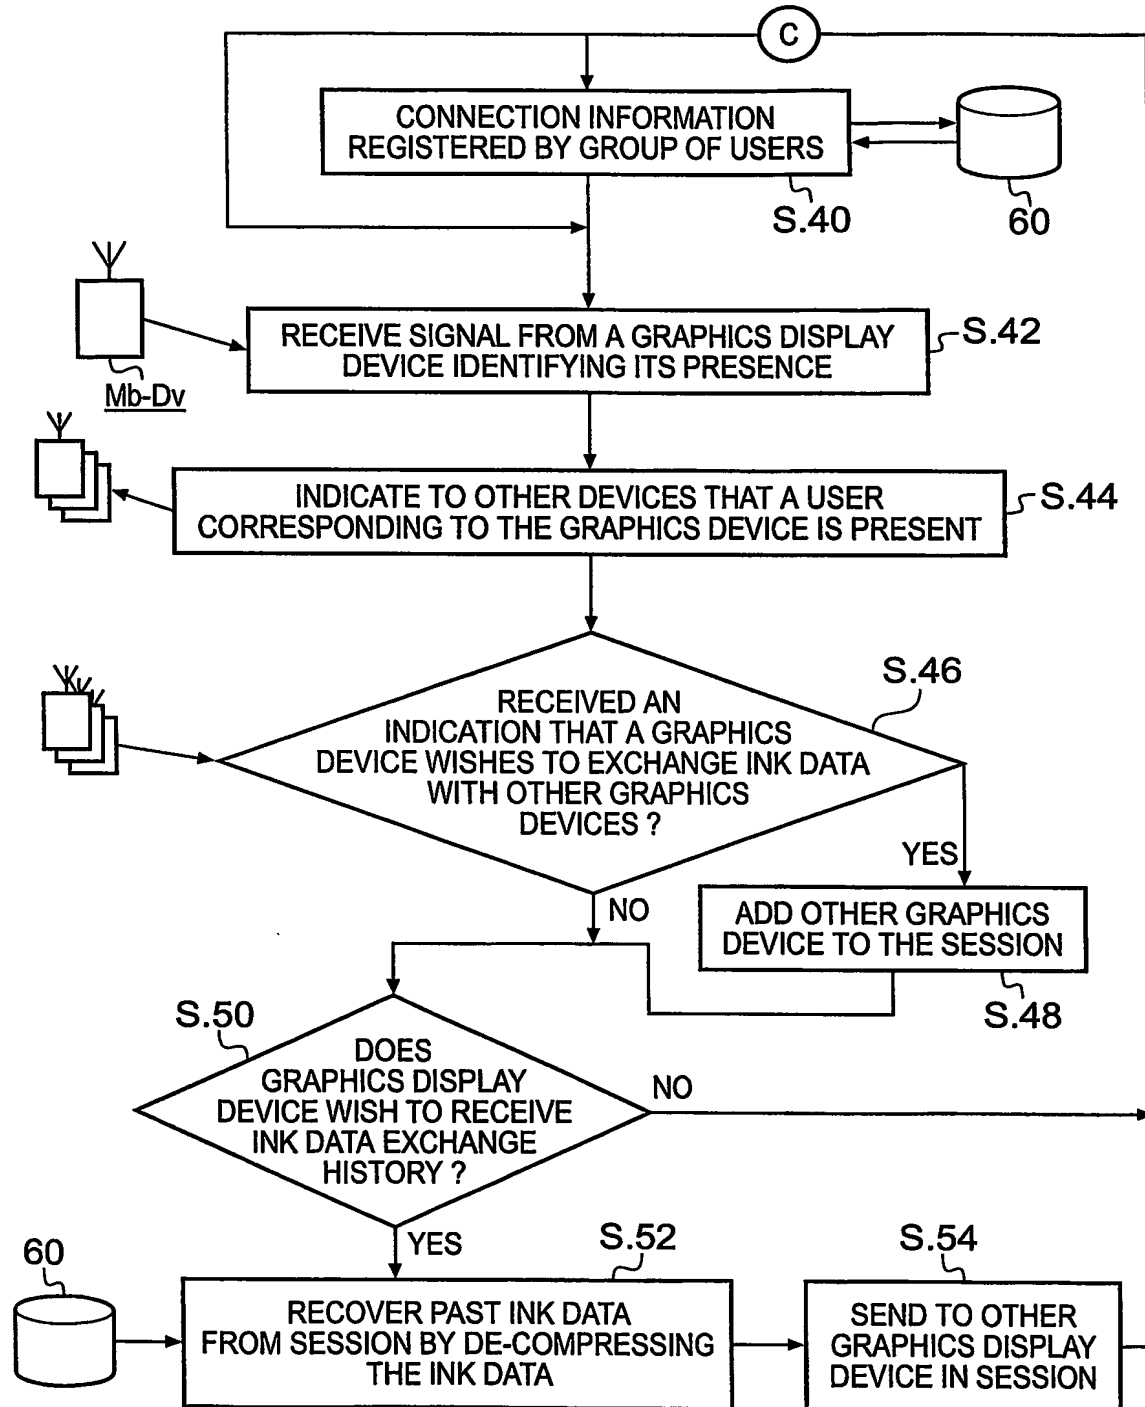 C
CONNECTION INFORMATION
REGISTERED BY GROUP OF USERS
S.40
60
RECEIVE SIGNAL FROM A GRAPHICS DISPLAY
DEVICE IDENTIFYING ITS PRESENCE
S.42
Mb-Dv
INDICATE TO OTHER DEVICES THAT A USER
CORRESPONDING TO THE GRAPHICS DEVICE IS PRESENT
S.44
S.46
RECEIVED AN
INDICATION THAT A GRAPHICS
DEVICE WISHES TO EXCHANGE INK DATA
WITH OTHER GRAPHICS
DEVICES ?
YES
NO
ADD OTHER GRAPHICS
DEVICE TO THE SESSION
S.48
S.50
DOES
GRAPHICS DISPLAY
DEVICE WISH TO RECEIVE
INK DATA EXCHANGE
HISTORY ?
NO
YES
60
S.52
RECOVER PAST INK DATA
FROM SESSION BY DE-COMPRESSING
THE INK DATA
S.54
SEND TO OTHER
GRAPHICS DISPLAY
DEVICE IN SESSION